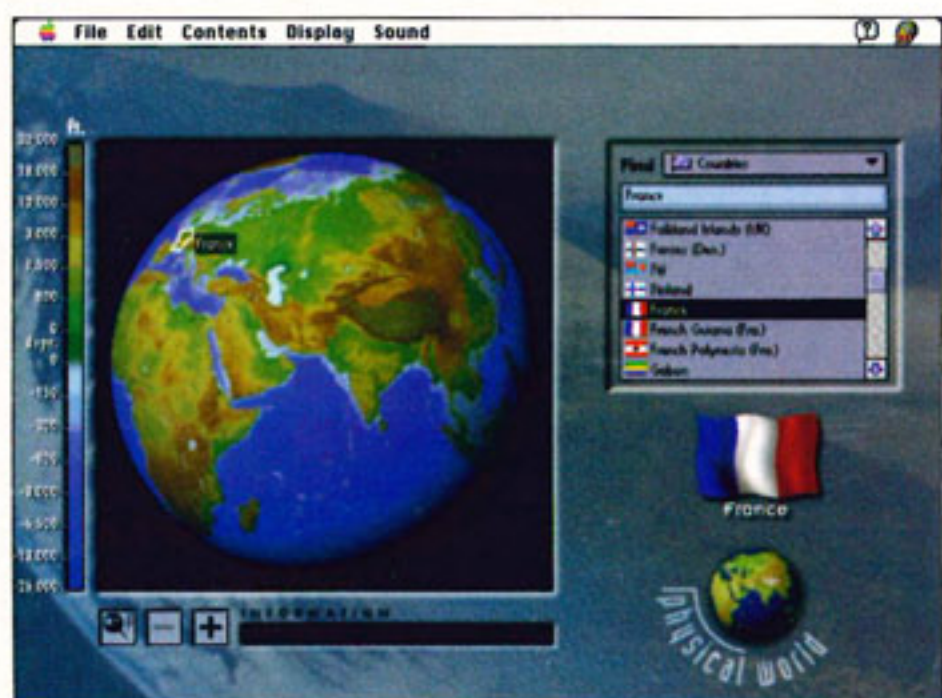 File Edit Contents Display Sound
ft.
Find Countries
France
Falkland Islands (UK)
Faroes (Den.)
Fiji
Finland
France
French Guiana (Fra.)
French Polynesia (Fra.)
Gabon
France
France
INFORMATION
physical world